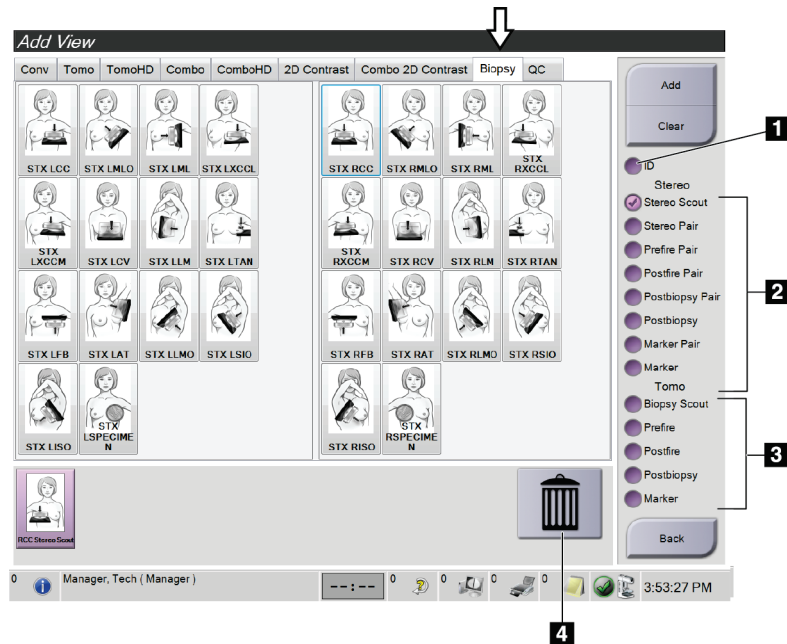 Add View
Conv Tomo TomoHD Combo ComboHD 2D Contrast Combo 2D Contrast Biopsy QC
Add
Clear
1
ID
Stereo
Stereo Scout
Stereo Pair
Prefire Pair
Postfire Pair
Postbiopsy Pair
Postbiopsy
Marker Pair
Marker
2
Tomo
Biopsy Scout
Prefire
Postfire
Postbiopsy
Marker
3
Back
STX LCC STX LMLO STX LML STX LXCCL
STX
LXCCM STX LCV STX LLM STX LTAN
STX LFB STX LAT STX LLMO STX LSIO
STX LISO STX
LSPECIME
N
STX RCC STX RMLO STX RML STX
RXCCL
STX
RXCCM STX RCV STX RLM STX RTAN
STX RFB STX RAT STX RLMO STX RSIO
STX RISO STX
RSPECIME
N
RCC Stereo Scout
0 Manager, Tech ( Manager ) --:-- 0 0 0 3:53:27 PM
4